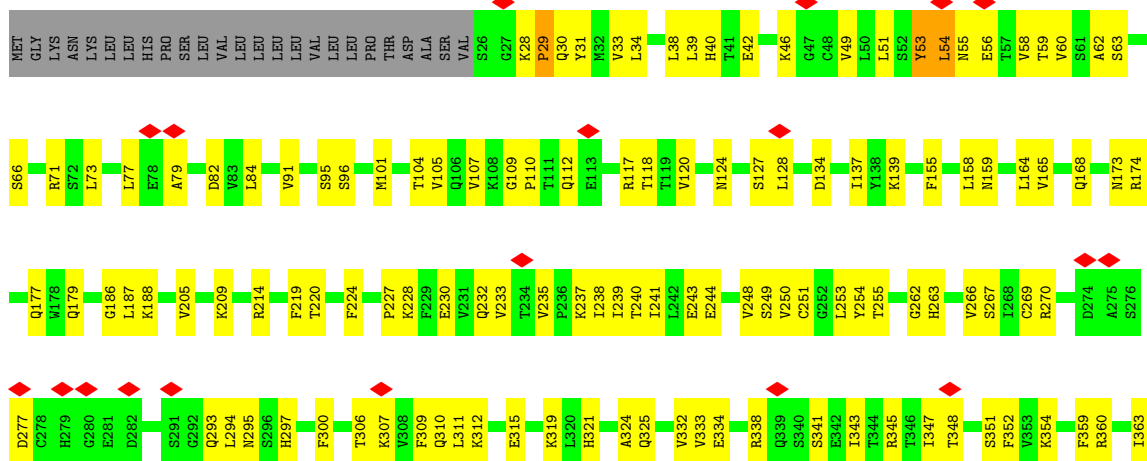 MET GLY LYS ASN LYS LEU LEU HIS PRO SER LEU VAL LEU LEU LEU LEU VAL LEU LEU PRO THR ASP ALA SER VAL S26 G27 K28 P29 Q30 Y31 M32 V33 L34 L38 L39 H40 T41 E42 K46 G47 C48 V49 L50 L51 S52 Y53 L54 N55 E56 T57 V58 T59 V60 S61 A62 S63
S66 R71 S72 L73 L77 E78 A79 D82 V83 L84 V91 S95 S96 M101 T104 V105 Q106 V107 K108 G109 P110 T111 Q112 E113 R117 T118 T119 V120 N124 S127 L128 D134 I137 Y138 K139 F155 L158 N159 L164 V165 Q168 N173 R174
Q177 W178 Q179 G186 L187 K188 V205 K209 R214 F219 T220 F224 P227 K228 F229 E230 V231 Q232 V233 T234 V235 P236 K237 I238 I239 T240 I241 L242 E243 E244 V248 S249 V250 C251 G252 L253 Y254 T255 G262 H263 V266 S267 I268 C269 R270 D274 A275 S276
D277 C278 H279 G280 E281 D282 S291 G292 Q293 L294 N295 S296 H297 F300 T306 K307 V308 F309 Q310 L311 K312 E315 K319 L320 H321 A324 Q325 V332 V333 E334 R338 Q339 S340 S341 E342 I343 T344 R345 T346 I347 T348 S351 F352 V353 K354 F359 R360 I363